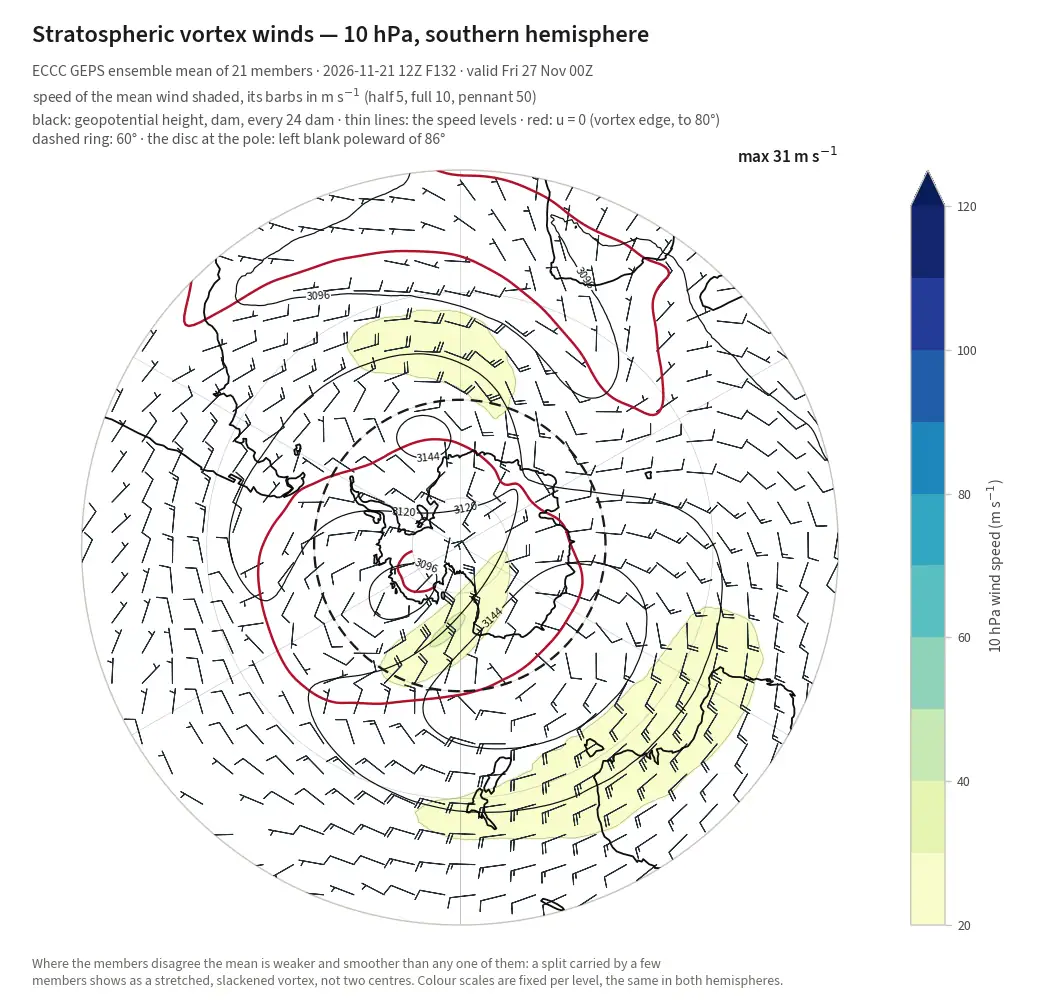 Stratospheric vortex winds — 10 hPa, southern hemisphere
ECCC GEPS ensemble mean of 21 members · 2026-11-21 12Z F132 · valid Fri 27 Nov 00Z
speed of the mean wind shaded, its barbs in m s⁻¹ (half 5, full 10, pennant 50)
black: geopotential height, dam, every 24 dam · thin lines: the speed levels · red: u = 0 (vortex edge, to 80°)
dashed ring: 60° · the disc at the pole: left blank poleward of 86°
max 31 m s⁻¹
120
100
80
60
40
20
10 hPa wind speed (m s⁻¹)
3096
3144
3120
3120
3096
3144
Where the members disagree the mean is weaker and smoother than any one of them: a split carried by a few
members shows as a stretched, slackened vortex, not two centres. Colour scales are fixed per level, the same in both hemispheres.